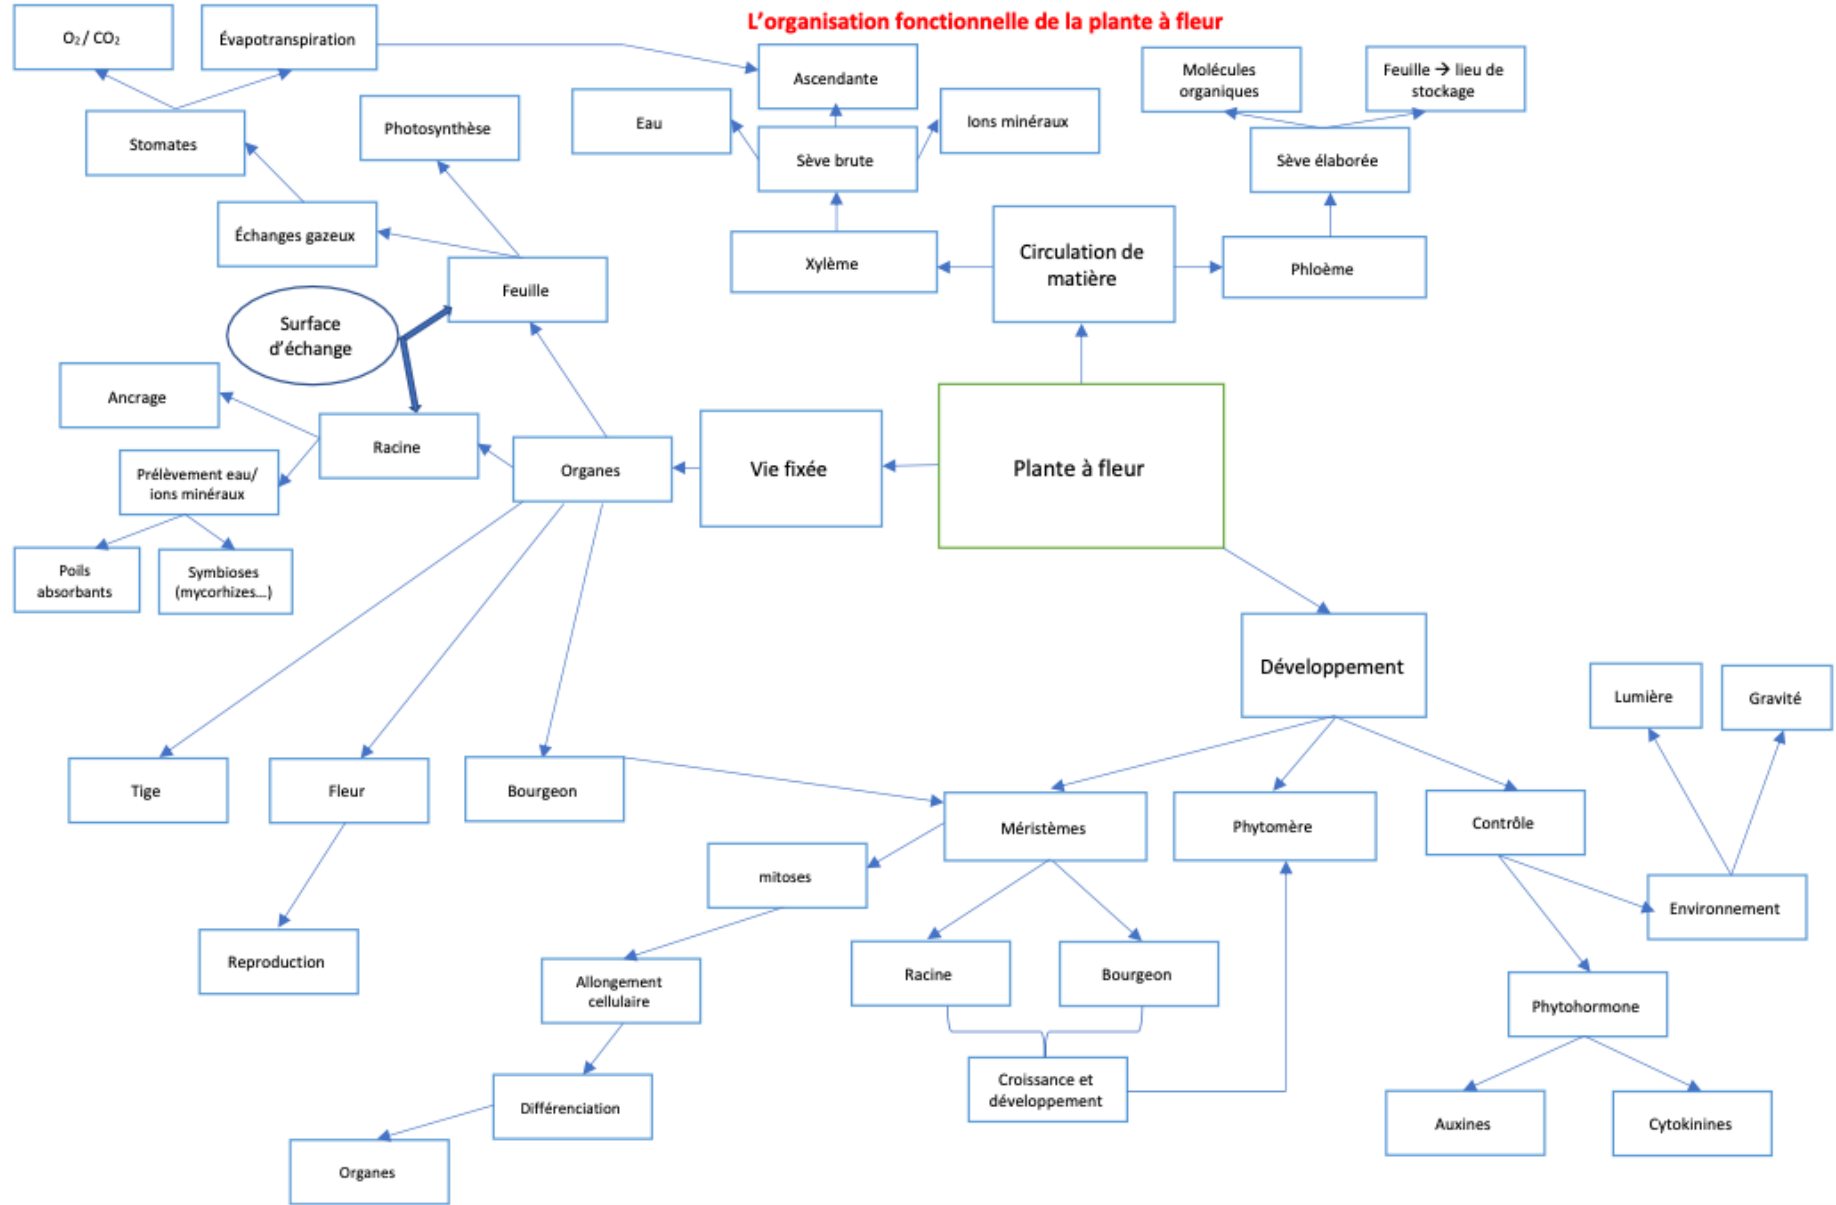 L’organisation fonctionnelle de la plante à fleur
O₂ / CO₂
Évapotranspiration
Ascendante
Molécules
organiques
Feuille → lieu de
stockage
Stomates
Photosynthèse
Eau
Sève brute
Ions minéraux
Sève élaborée
Échanges gazeux
Xylème
Circulation de
matière
Phloème
Feuille
Surface
d’échange
Ancrage
Racine
Organes
Vie fixée
Plante à fleur
Prélèvement eau/
ions minéraux
Poils
absorbants
Symbioses
(mycorhizes…)
Développement
Lumière
Gravité
Tige
Fleur
Bourgeon
Méristèmes
Phytomère
Contrôle
mitoses
Environnement
Reproduction
Allongement
cellulaire
Racine
Bourgeon
Phytohormone
Différenciation
Croissance et
développement
Auxines
Cytokinines
Organes